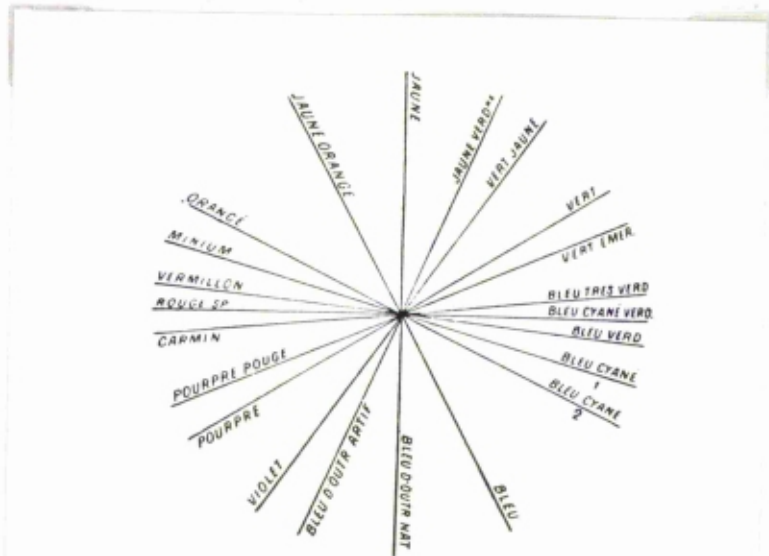 JAUNE
JAUNE VERD
VERT JAUNE
VERT
VERT EMER.
BLEU TRES VERD
BLEU CYANÉ VERD.
BLEU VERD
BLEU CYANE
1
BLEU CYANE
2
BLEU
BLEU D'OUTR NAT
BLEU D'OUTR ARTIF
VIOLET
POURPRE
POURPRE POUGE
CARMIN
ROUGE SP
VERMILLON
MINIUM
ORANGÉ
JAUNE ORANGE